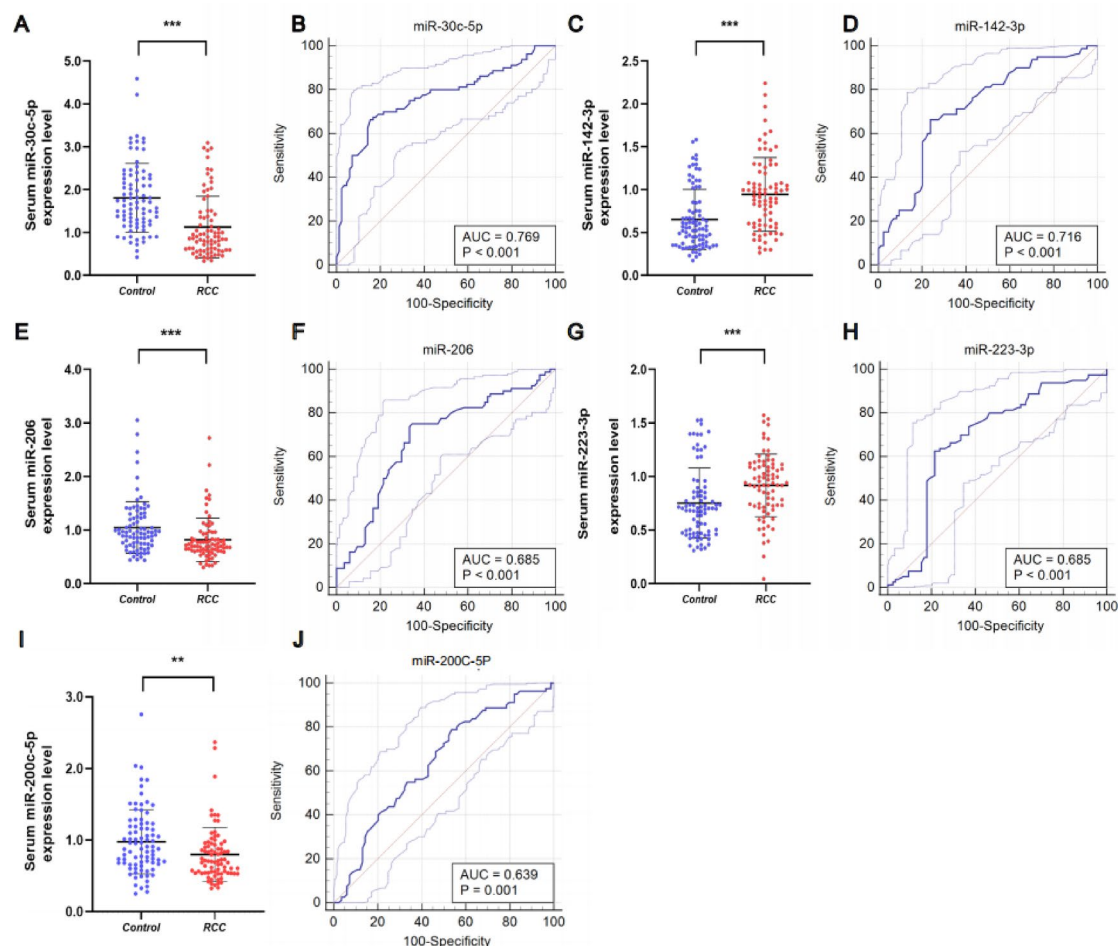 A
***
Serum miR-30c-5p
expression level
5.0
4.0
3.0
2.0
1.0
0.0
Control
RCC
B
miR-30c-5p
Sensitivity
100
80
60
40
20
0
AUC = 0.769
P < 0.001
0
20
40
60
80
100
100-Specificity
C
***
Serum miR-142-3p
expression level
2.5
2.0
1.5
1.0
0.5
0.0
Control
RCC
D
miR-142-3p
Sensitivity
100
80
60
40
20
0
AUC = 0.716
P < 0.001
0
20
40
60
80
100
100-Specificity
E
***
Serum miR-206
expression level
4.0
3.0
2.0
1.0
0.0
Control
RCC
F
miR-206
Sensitivity
100
80
60
40
20
0
AUC = 0.685
P < 0.001
0
20
40
60
80
100
100-Specificity
G
***
Serum miR-223-3p
expression level
2.0
1.5
1.0
0.5
0.0
Control
RCC
H
miR-223-3p
Sensitivity
100
80
60
40
20
0
AUC = 0.685
P < 0.001
0
20
40
60
80
100
100-Specificity
I
**
Serum miR-200c-5p
expression level
3.0
2.0
1.0
0.0
Control
RCC
J
miR-200C-5P
Sensitivity
100
80
60
40
20
0
AUC = 0.639
P = 0.001
0
20
40
60
80
100
100-Specificity